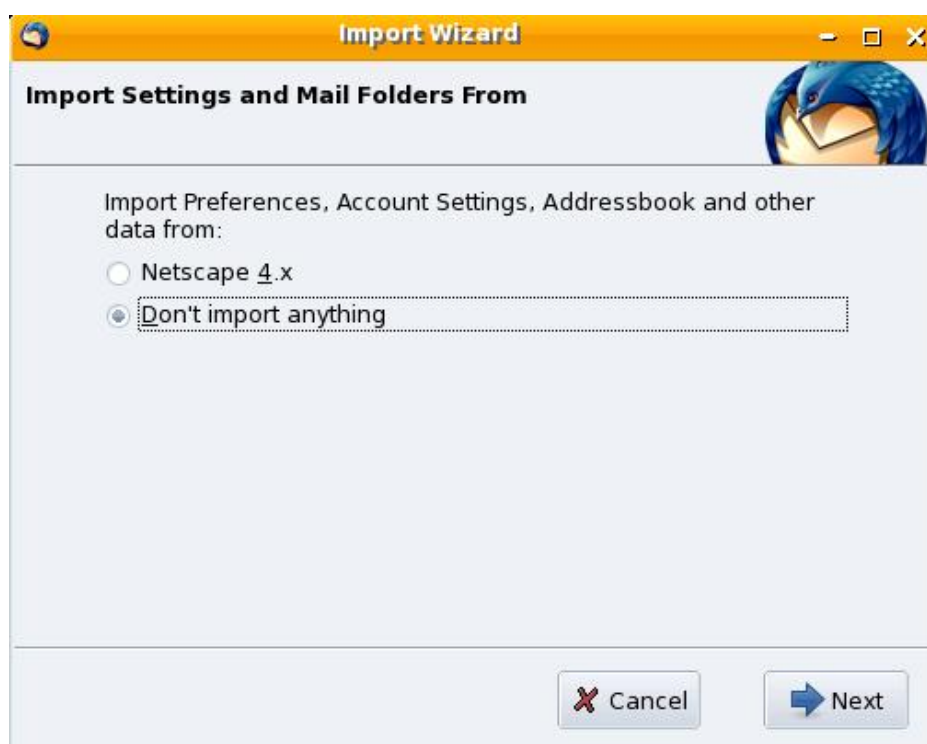 Import Wizard
Import Settings and Mail Folders From
Import Preferences, Account Settings, Addressbook and other
data from:
Netscape 4.x
Don't import anything
Cancel
Next